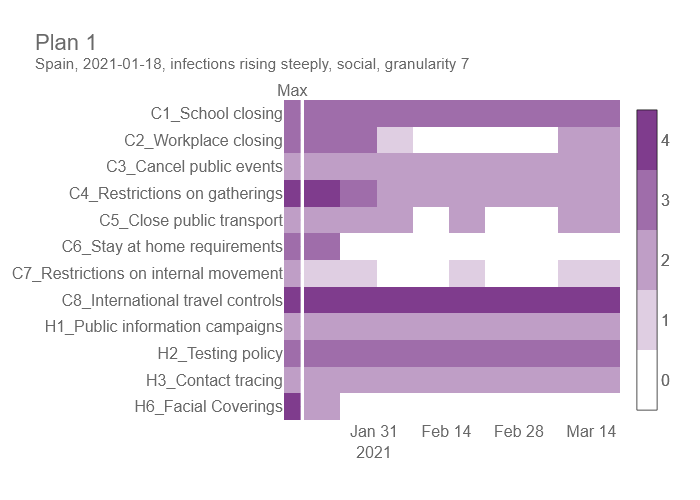 Plan 1
Spain, 2021-01-18, infections rising steeply, social, granularity 7
Max
C1_School closing
C2_Workplace closing
C3_Cancel public events
C4_Restrictions on gatherings
C5_Close public transport
C6_Stay at home requirements
C7_Restrictions on internal movement
C8_International travel controls
H1_Public information campaigns
H2_Testing policy
H3_Contact tracing
H6_Facial Coverings
Jan 31 Feb 14 Feb 28 Mar 14
2021
4
3
2
1
0